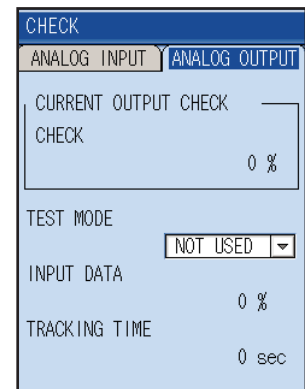 CHECK
ANALOG INPUT ANALOG OUTPUT
CURRENT OUTPUT CHECK
CHECK
0 %
TEST MODE
NOT USED
INPUT DATA
0 %
TRACKING TIME
0 sec